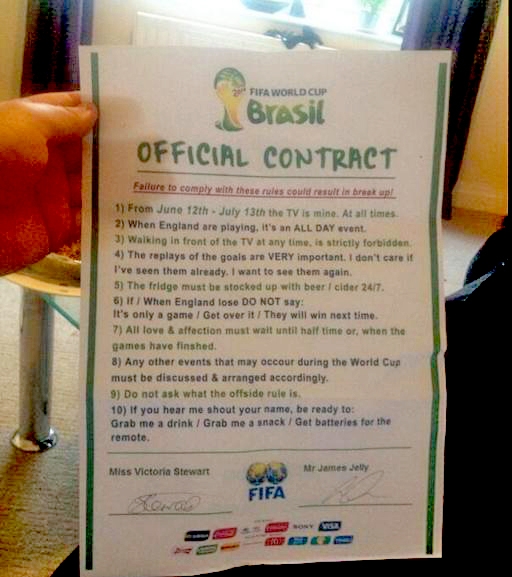 2014
FIFA WORLD CUP
Brasil
OFFICIAL CONTRACT
Failure to comply with these rules could result in break up!
1) From June 12th - July 13th the TV is mine. At all times.
2) When England are playing, it's an ALL DAY event.
3) Walking in front of the TV at any time, is strictly forbidden.
4) The replays of the goals are VERY important. I don't care if
I've seen them already. I want to see them again.
5) The fridge must be stocked up with beer / cider 24/7.
6) If / When England lose DO NOT say:
It's only a game / Get over it / They will win next time.
7) All love & affection must wait until half time or, when the
games have finshed.
8) Any other events that may occour during the World Cup
must be discussed & arranged accordingly.
9) Do not ask what the offside rule is.
10) If you hear me shout your name, be ready to:
Grab me a drink / Grab me a snack / Get batteries for the
remote.
Miss Victoria Stewart
Mr James Jelly
FIFA
SONY VISA